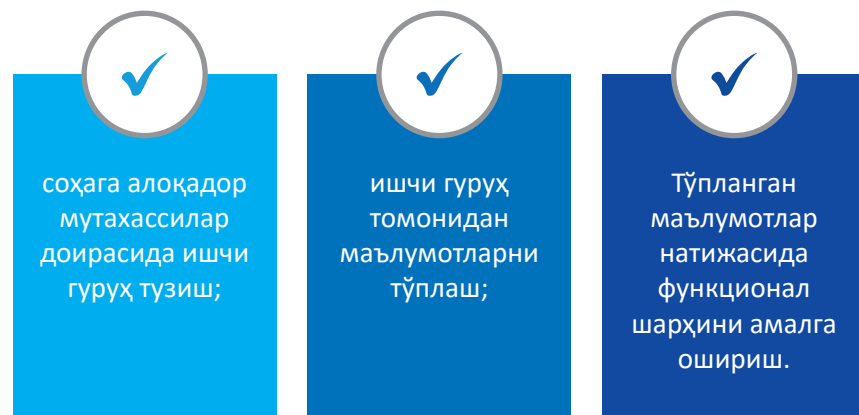 соҳага алоқадор
мутахассилар
доирасида ишчи
гуруҳ тузиш;
ишчи гуруҳ
томонидан
маълумотларни
тўплаш;
Тўпланган
маълумотлар
натижасида
функционал
шарҳини амалга
ошириш.